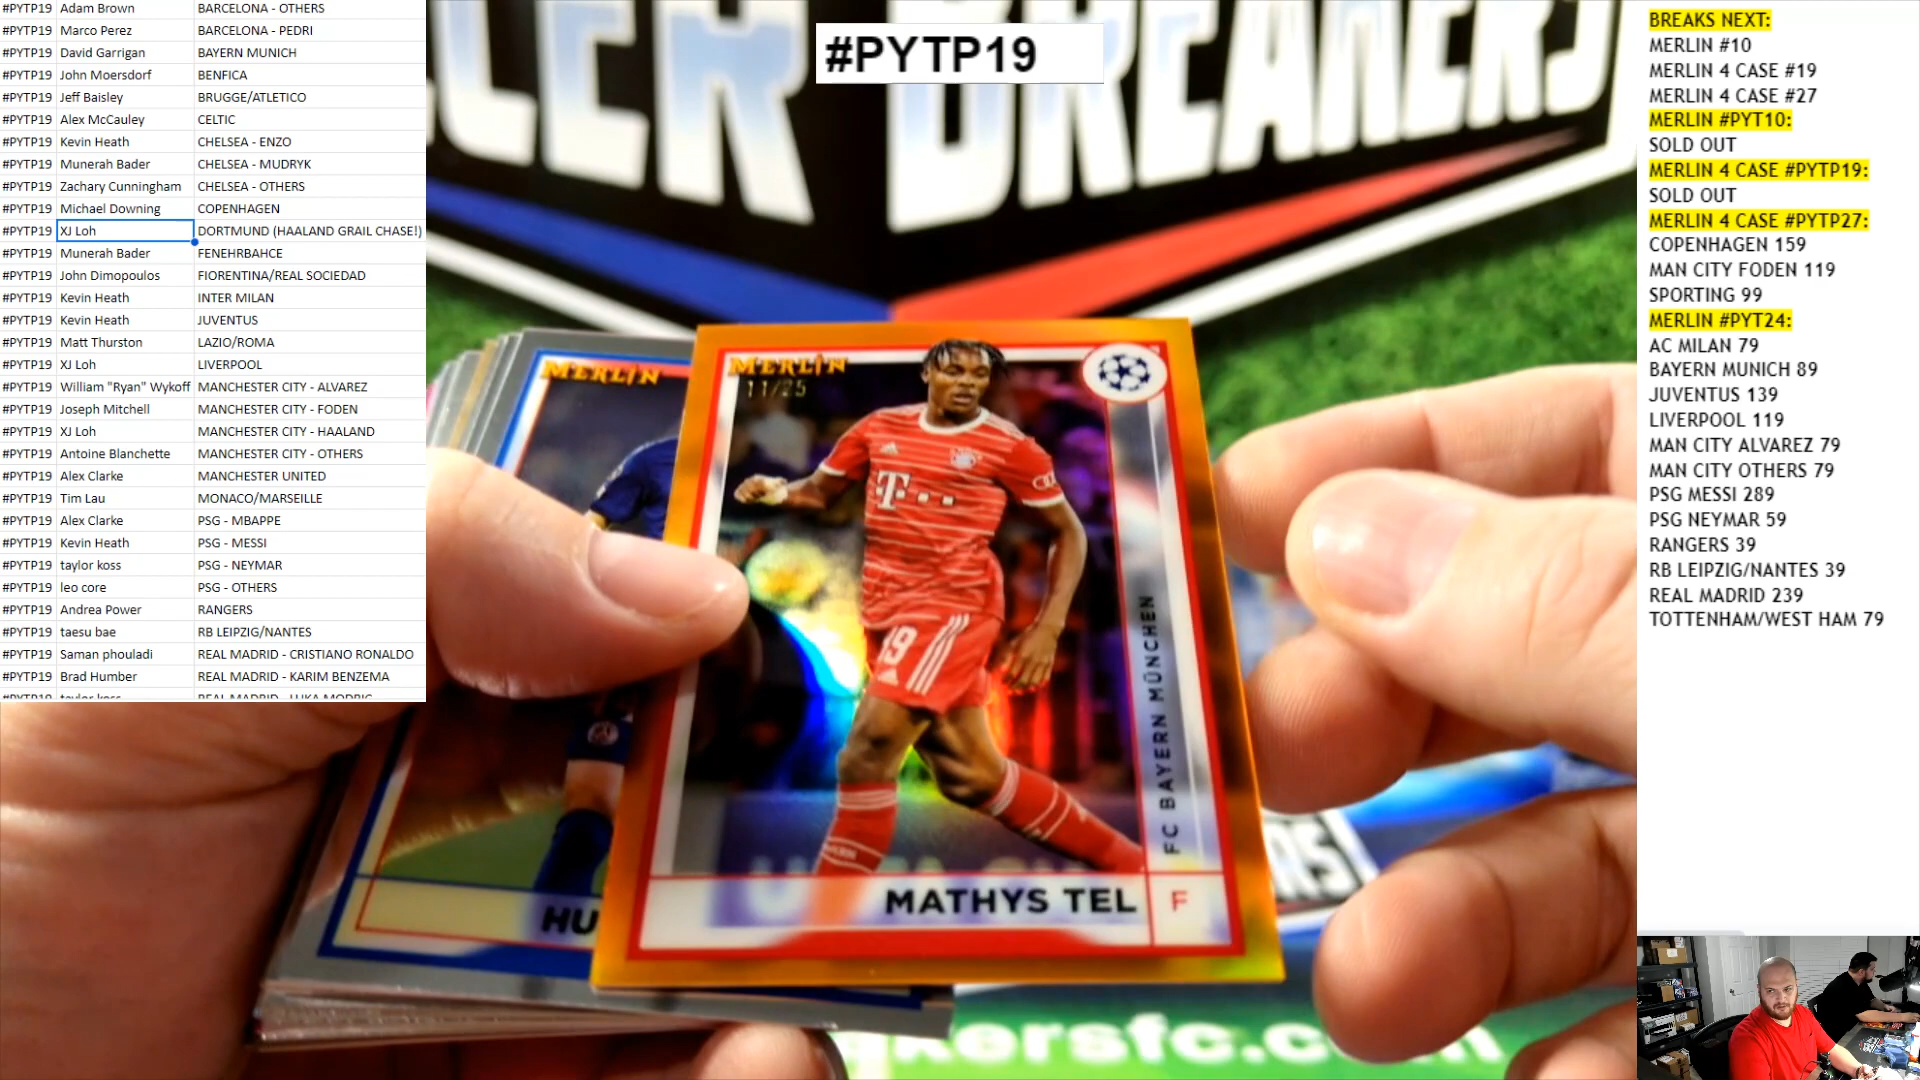 #PYTP19 Adam Brown BARCELONA - OTHERS
#PYTP19 Marco Perez BARCELONA - PEDRI
#PYTP19 David Garrigan BAYERN MUNICH
#PYTP19 John Moersdorf BENFICA
#PYTP19 Jeff Baisley BRUGGE/ATLETICO
#PYTP19 Alex McCauley CELTIC
#PYTP19 Kevin Heath CHELSEA - ENZO
#PYTP19 Munerah Bader CHELSEA - MUDRYK
#PYTP19 Zachary Cunningham CHELSEA - OTHERS
#PYTP19 Michael Downing COPENHAGEN
#PYTP19 XJ Loh DORTMUND (HAALAND GRAIL CHASE!)
#PYTP19 Munerah Bader FENEHRBAHCE
#PYTP19 John Dimopoulos FIORENTINA/REAL SOCIEDAD
#PYTP19 Kevin Heath INTER MILAN
#PYTP19 Kevin Heath JUVENTUS
#PYTP19 Matt Thurston LAZIO/ROMA
#PYTP19 XJ Loh LIVERPOOL
#PYTP19 William "Ryan" Wykoff MANCHESTER CITY - ALVAREZ
#PYTP19 Joseph Mitchell MANCHESTER CITY - FODEN
#PYTP19 XJ Loh MANCHESTER CITY - HAALAND
#PYTP19 Antoine Blanchette MANCHESTER CITY - OTHERS
#PYTP19 Alex Clarke MANCHESTER UNITED
#PYTP19 Tim Lau MONACO/MARSEILLE
#PYTP19 Alex Clarke PSG - MBAPPE
#PYTP19 Kevin Heath PSG - MESSI
#PYTP19 taylor koss PSG - NEYMAR
#PYTP19 leo core PSG - OTHERS
#PYTP19 Andrea Power RANGERS
#PYTP19 taesu bae RB LEIPZIG/NANTES
#PYTP19 Saman phouladi REAL MADRID - CRISTIANO RONALDO
#PYTP19 Brad Humber REAL MADRID - KARIM BENZEMA
#PYTP19 taylor koss REAL MADRID - LUKA MODRIC
#PYTP19
BREAKERS
MERLIN
MERLIN
11/25
T...
19
FC BAYERN MÜNCHEN
MATHYS TEL
F
HU
kersfc.c
BREAKS NEXT:
MERLIN #10
MERLIN 4 CASE #19
MERLIN 4 CASE #27
MERLIN #PYT10:
SOLD OUT
MERLIN 4 CASE #PYTP19:
SOLD OUT
MERLIN 4 CASE #PYTP27:
COPENHAGEN 159
MAN CITY FODEN 119
SPORTING 99
MERLIN #PYT24:
AC MILAN 79
BAYERN MUNICH 89
JUVENTUS 139
LIVERPOOL 119
MAN CITY ALVAREZ 79
MAN CITY OTHERS 79
PSG MESSI 289
PSG NEYMAR 59
RANGERS 39
RB LEIPZIG/NANTES 39
REAL MADRID 239
TOTTENHAM/WEST HAM 79